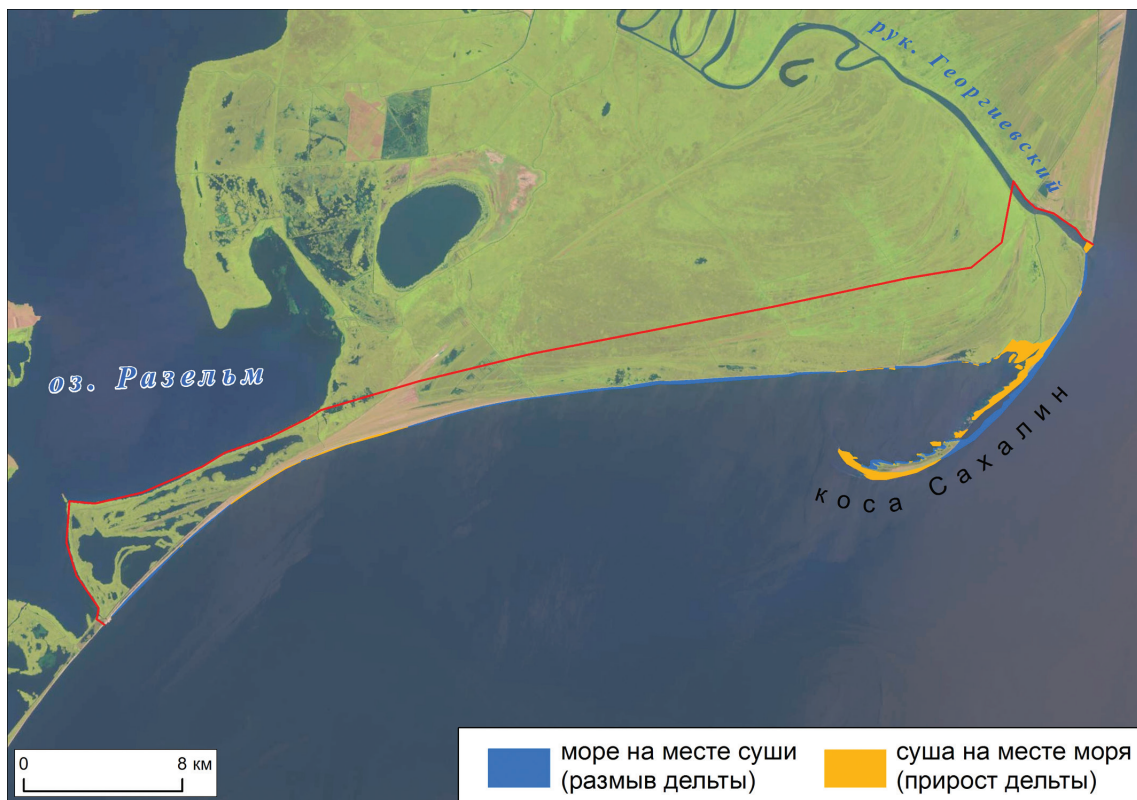 рук. Георгиевский
оз. Разельм
коса Сахалин
0 8 км
море на месте суши
(размыв дельты)
суша на месте моря
(прирост дельты)